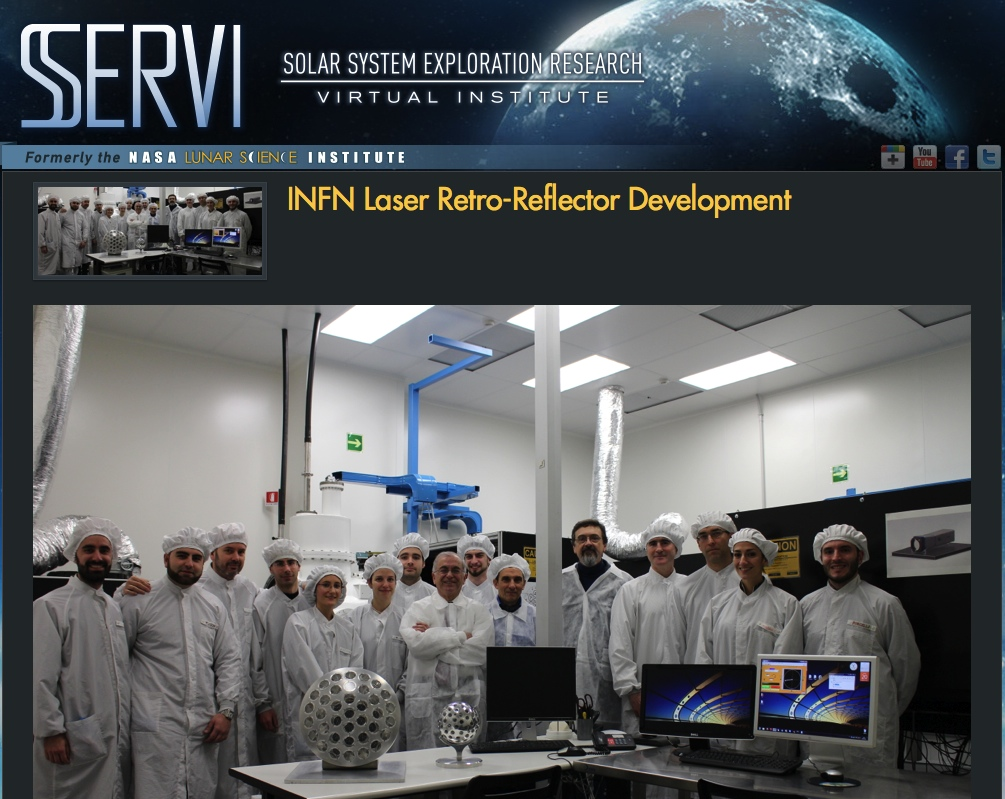 SSERVI
SOLAR SYSTEM EXPLORATION RESEARCH
VIRTUAL INSTITUTE
Formerly the NASA LUNAR SCIENCE INSTITUTE
You
Tube
INFN Laser Retro-Reflector Development